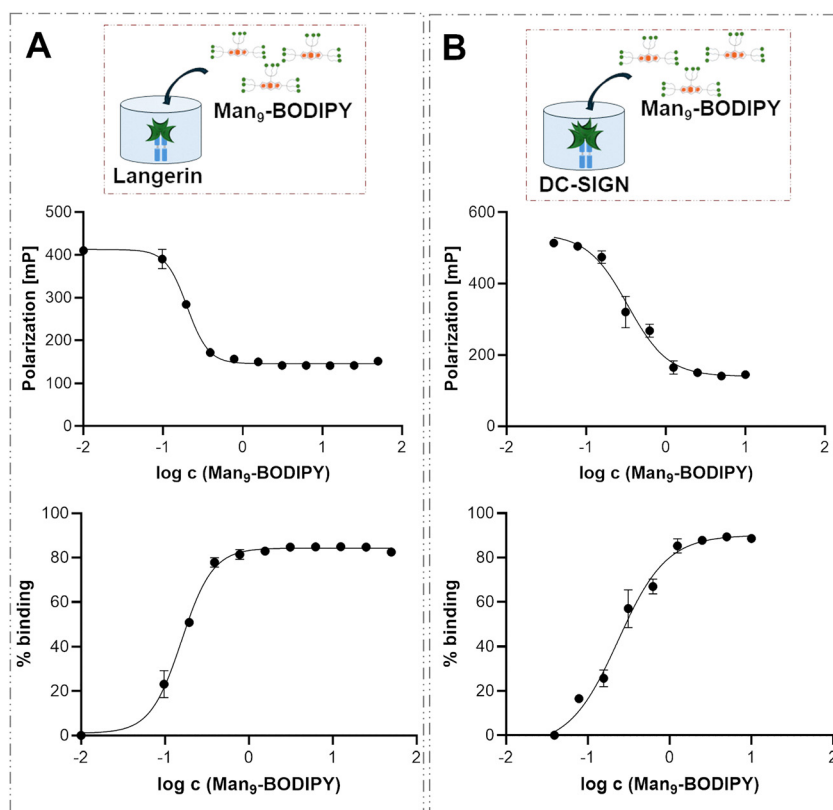 A
Man₉-BODIPY
Langerin
Polarization [mP]
500
400
300
200
100
0
-2 -1 0 1 2
log c (Man₉-BODIPY)
% binding
100
80
60
40
20
0
-2 -1 0 1 2
log c (Man₉-BODIPY)
B
Man₉-BODIPY
DC-SIGN
Polarization [mP]
600
400
200
0
-2 -1 0 1 2
log c (Man₉-BODIPY)
% binding
100
80
60
40
20
0
-2 -1 0 1 2
log c (Man₉-BODIPY)